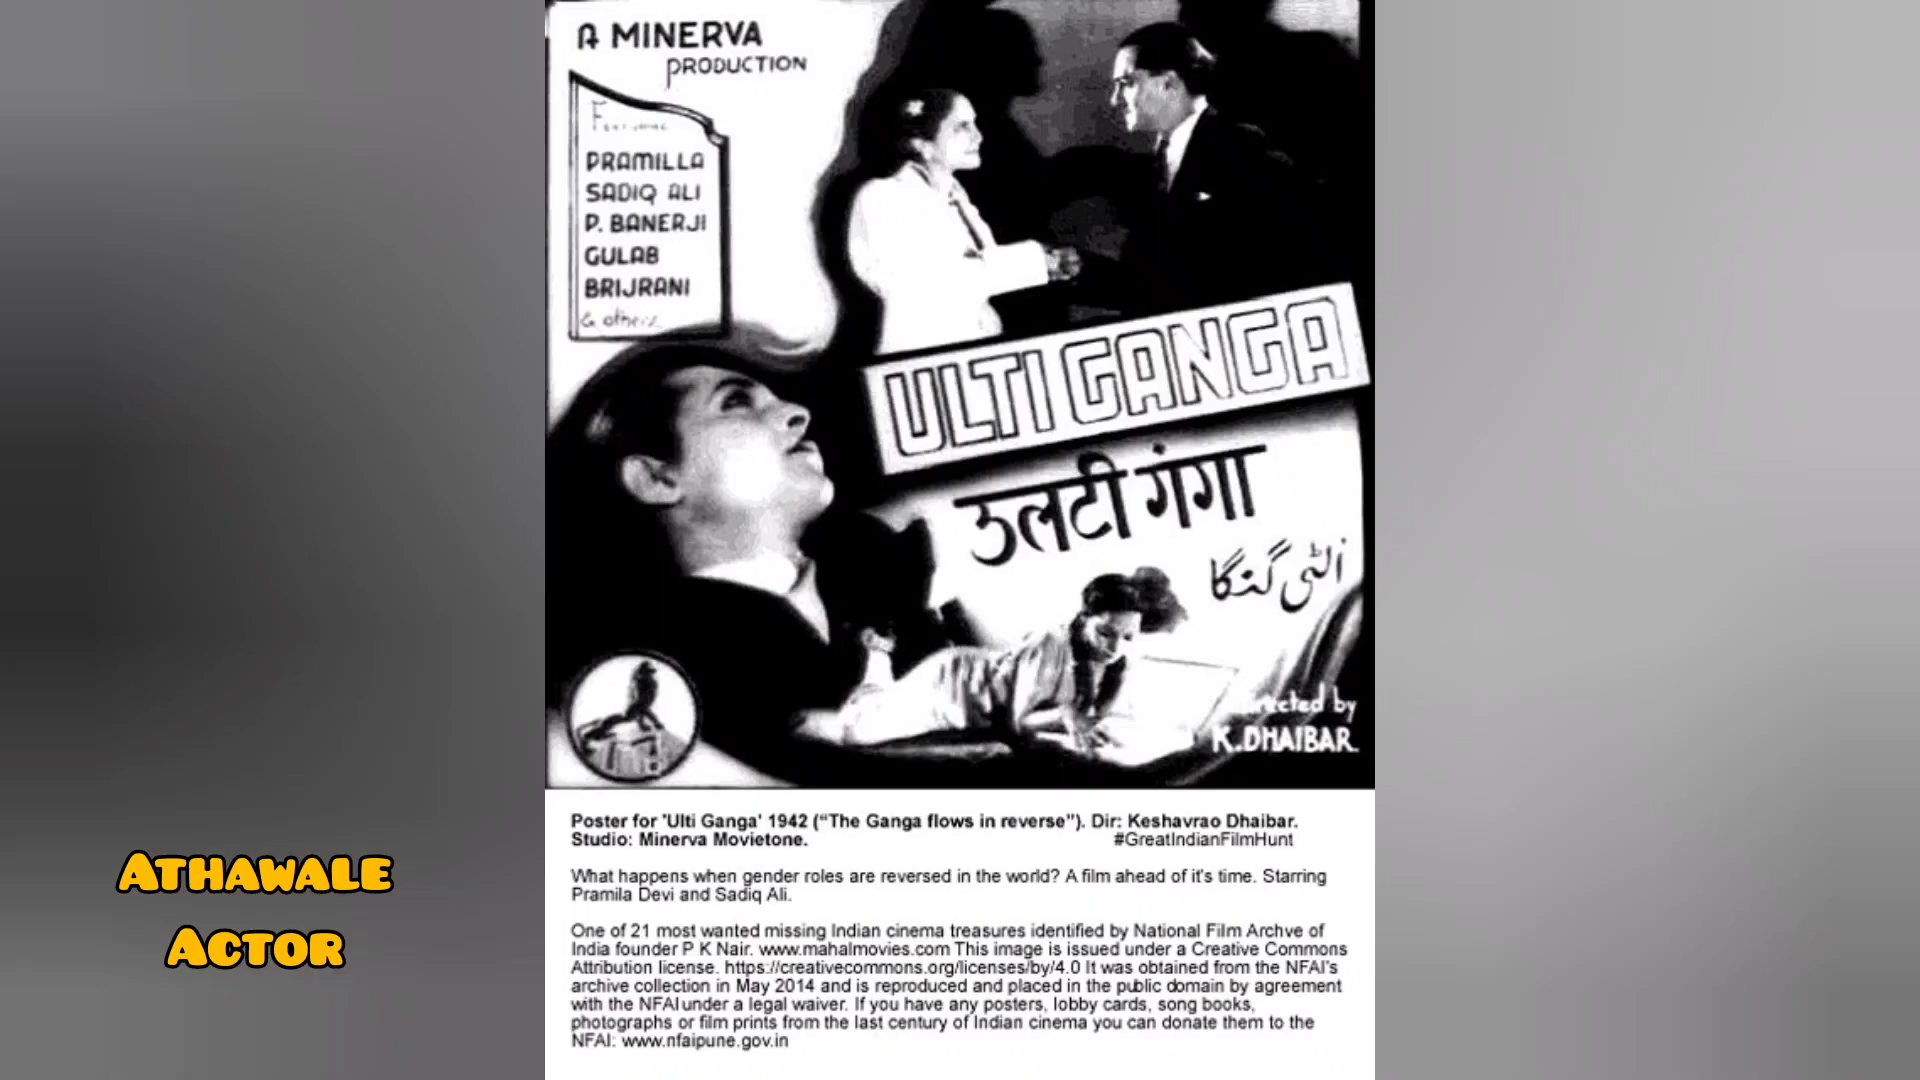 A MINERVA
PRODUCTION
Featuring
PRAMILLA
SADIQ ALI
P. BANERJI
GULAB
BRIJRANI
& others
ULTI GANGA
उलटी गंगा
الٹی گنگا
Directed by
K. DHAIBAR.
Poster for 'Ulti Ganga' 1942 (“The Ganga flows in reverse”). Dir: Keshavrao Dhaibar.
Studio: Minerva Movietone. #GreatIndianFilmHunt
What happens when gender roles are reversed in the world? A film ahead of it's time. Starring
Pramila Devi and Sadiq Ali.
One of 21 most wanted missing Indian cinema treasures identified by National Film Archve of
India founder P K Nair. www.mahalmovies.com This image is issued under a Creative Commons
Attribution license. https://creativecommons.org/licenses/by/4.0 It was obtained from the NFAI's
archive collection in May 2014 and is reproduced and placed in the public domain by agreement
with the NFAI under a legal waiver. If you have any posters, lobby cards, song books,
photographs or film prints from the last century of Indian cinema you can donate them to the
NFAI: www.nfaipune.gov.in
ATHAWALE
ACTOR